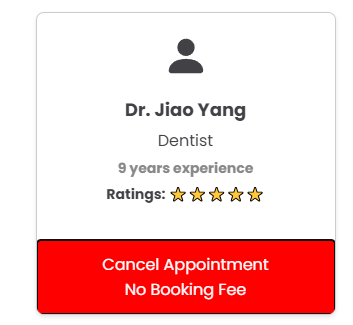 Dr. Jiao Yang
Dentist
9 years experience
Ratings:
Cancel Appointment
No Booking Fee